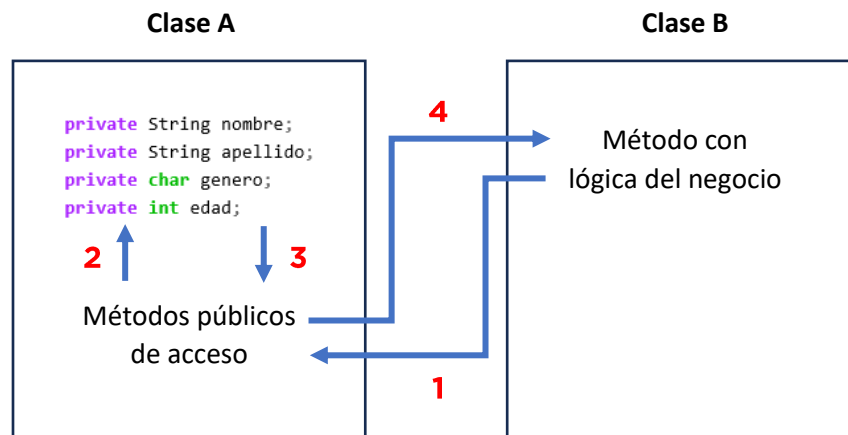 Clase A
Clase B
private String nombre;
private String apellido;
private char genero;
private int edad;
4
Método con
lógica del negocio
2
3
Métodos públicos
de acceso
1